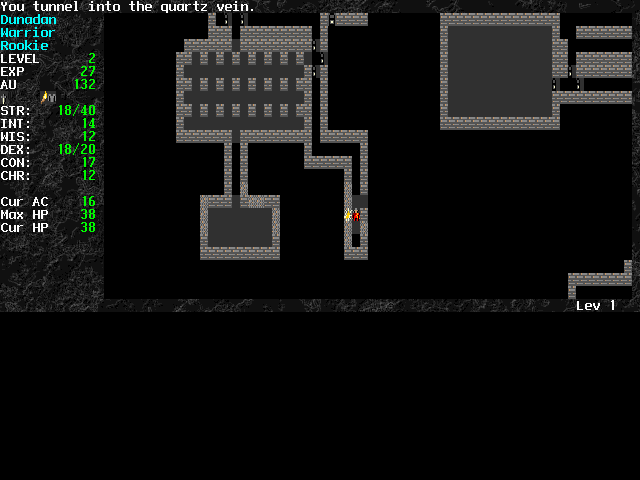 You tunnel into the quartz vein.
Dunadan
Warrior
Rookie
LEVEL 2
EXP 27
AU 132
STR: 18/40
INT: 14
WIS: 12
DEX: 18/20
CON: 17
CHR: 12
Cur AC 16
Max HP 38
Cur HP 38
Lev 1